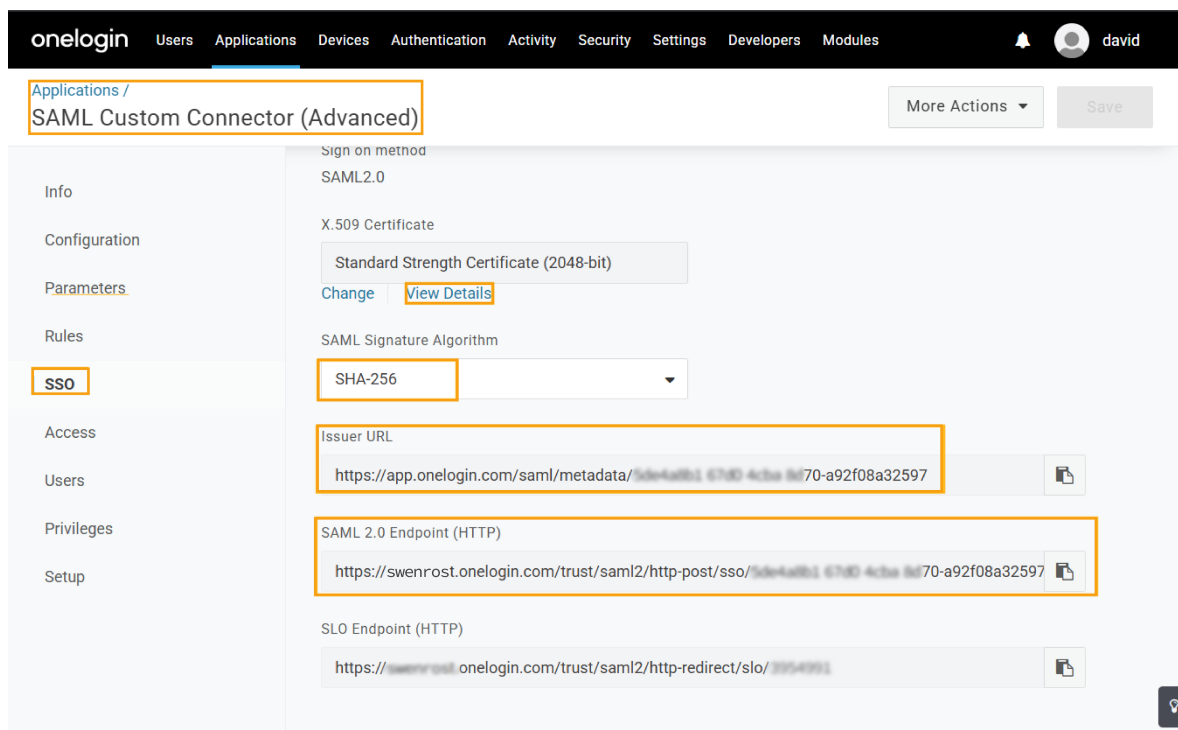 onelogin Users Applications Devices Authentication Activity Security Settings Developers Modules david
Applications /
SAML Custom Connector (Advanced)
More Actions
Save
Info
Configuration
Parameters
Rules
SSO
Access
Users
Privileges
Setup
Sign on method
SAML2.0
X.509 Certificate
Standard Strength Certificate (2048-bit)
Change View Details
SAML Signature Algorithm
SHA-256
Issuer URL
https://app.onelogin.com/saml/metadata/ 70-a92f08a32597
SAML 2.0 Endpoint (HTTP)
https://swenrost.onelogin.com/trust/saml2/http-post/sso/ 70-a92f08a32597
SLO Endpoint (HTTP)
https:// .onelogin.com/trust/saml2/http-redirect/slo/